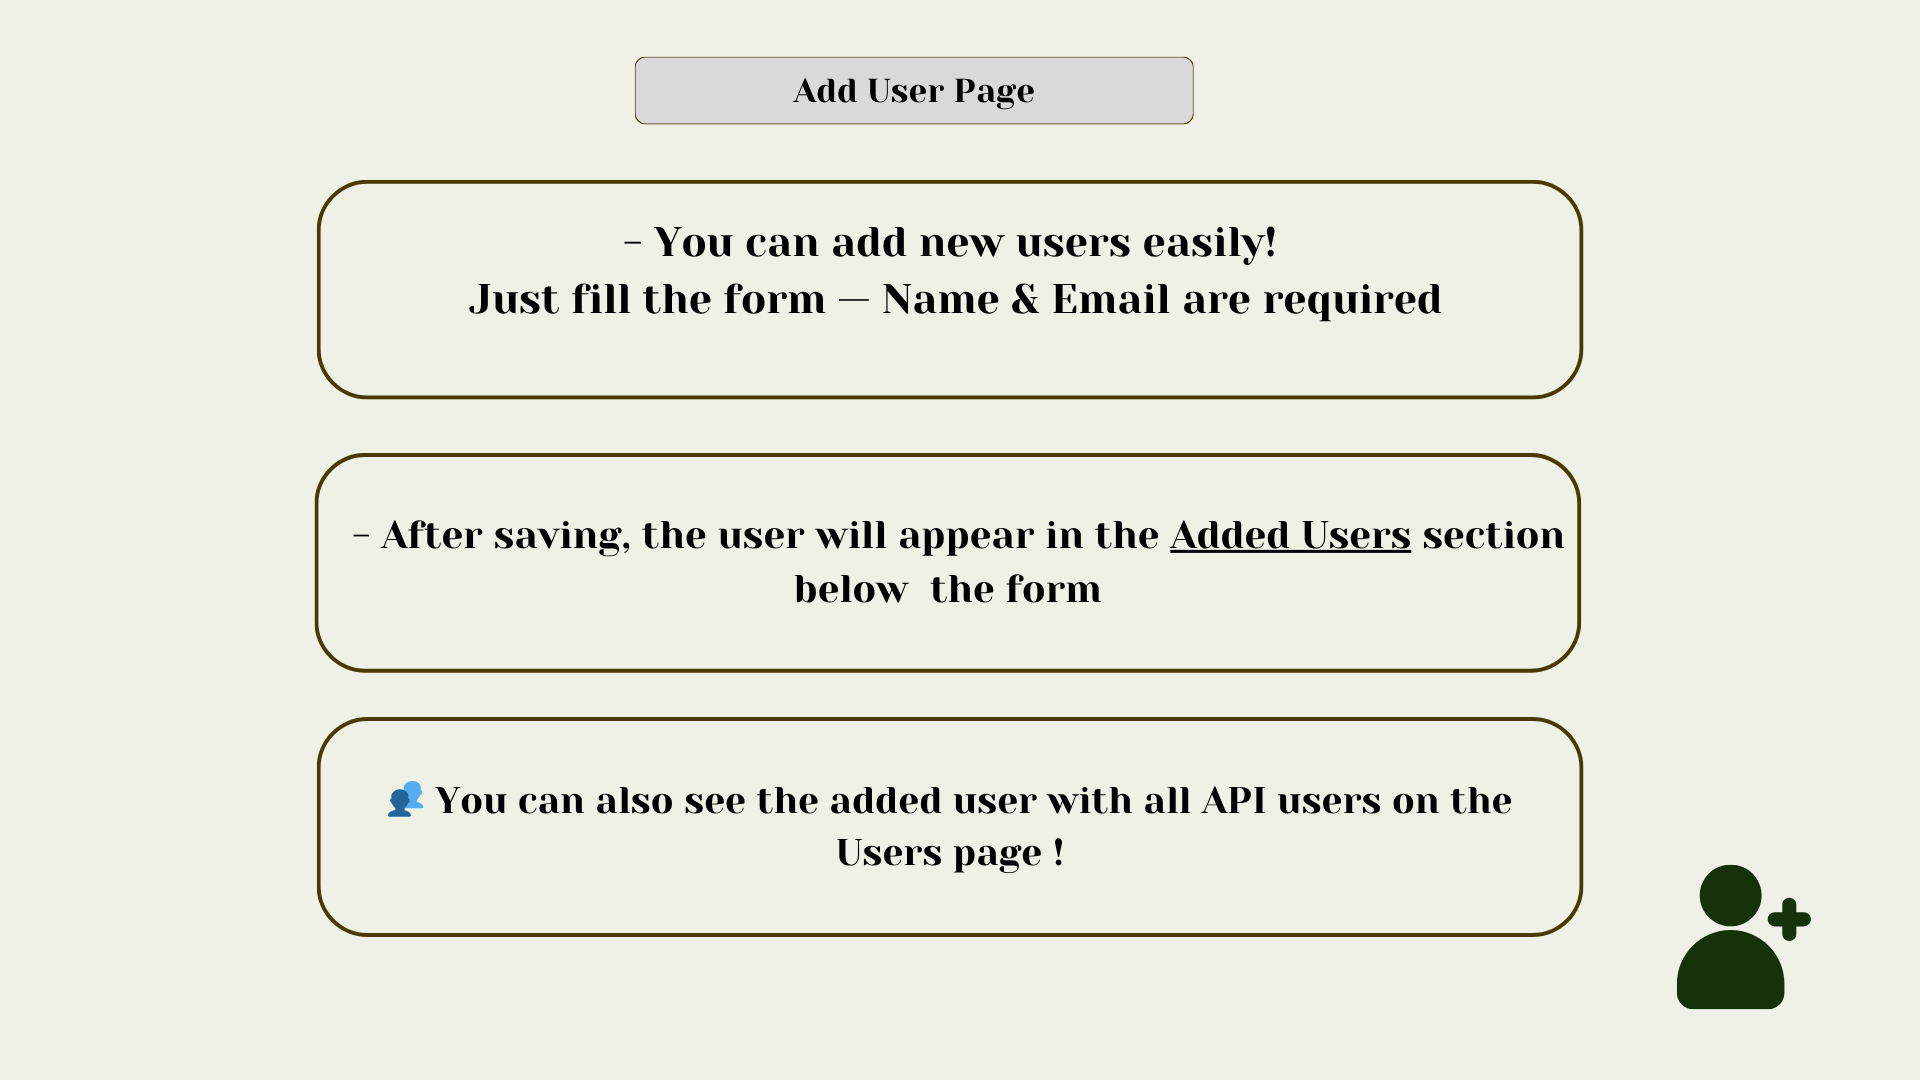 Add User Page
- You can add new users easily!
Just fill the form — Name & Email are required
- After saving, the user will appear in the Added Users section
below  the form
👥 You can also see the added user with all API users on the
Users page !